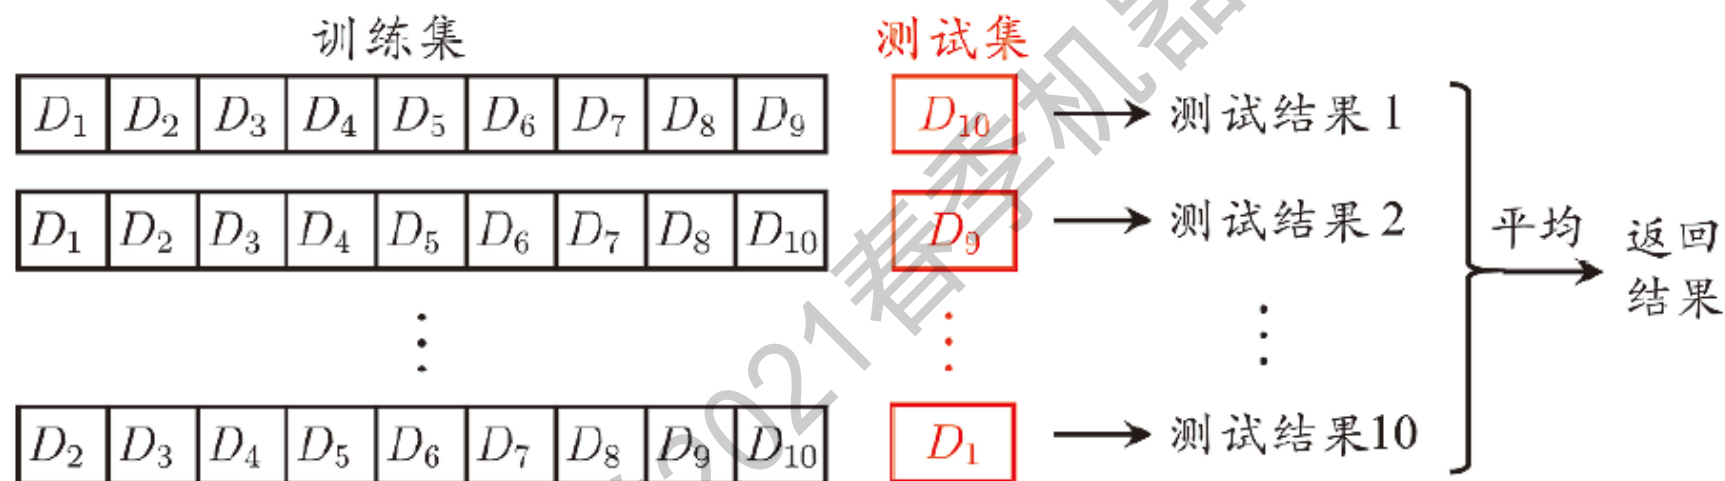 训练集 测试集
D₁ D₂ D₃ D₄ D₅ D₆ D₇ D₈ D₉ D₁₀ 测试结果 1
D₁ D₂ D₃ D₄ D₅ D₆ D₇ D₈ D₁₀ D₉ 测试结果 2
平均 返回
结果
D₂ D₃ D₄ D₅ D₆ D₇ D₈ D₉ D₁₀ D₁ 测试结果10
2021春季机器